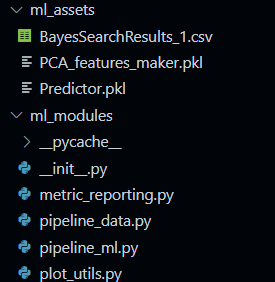 ml_assets
BayesSearchResults_1.csv
PCA_features_maker.pkl
Predictor.pkl
ml_modules
__pycache__
__init__.py
metric_reporting.py
pipeline_data.py
pipeline_ml.py
plot_utils.py